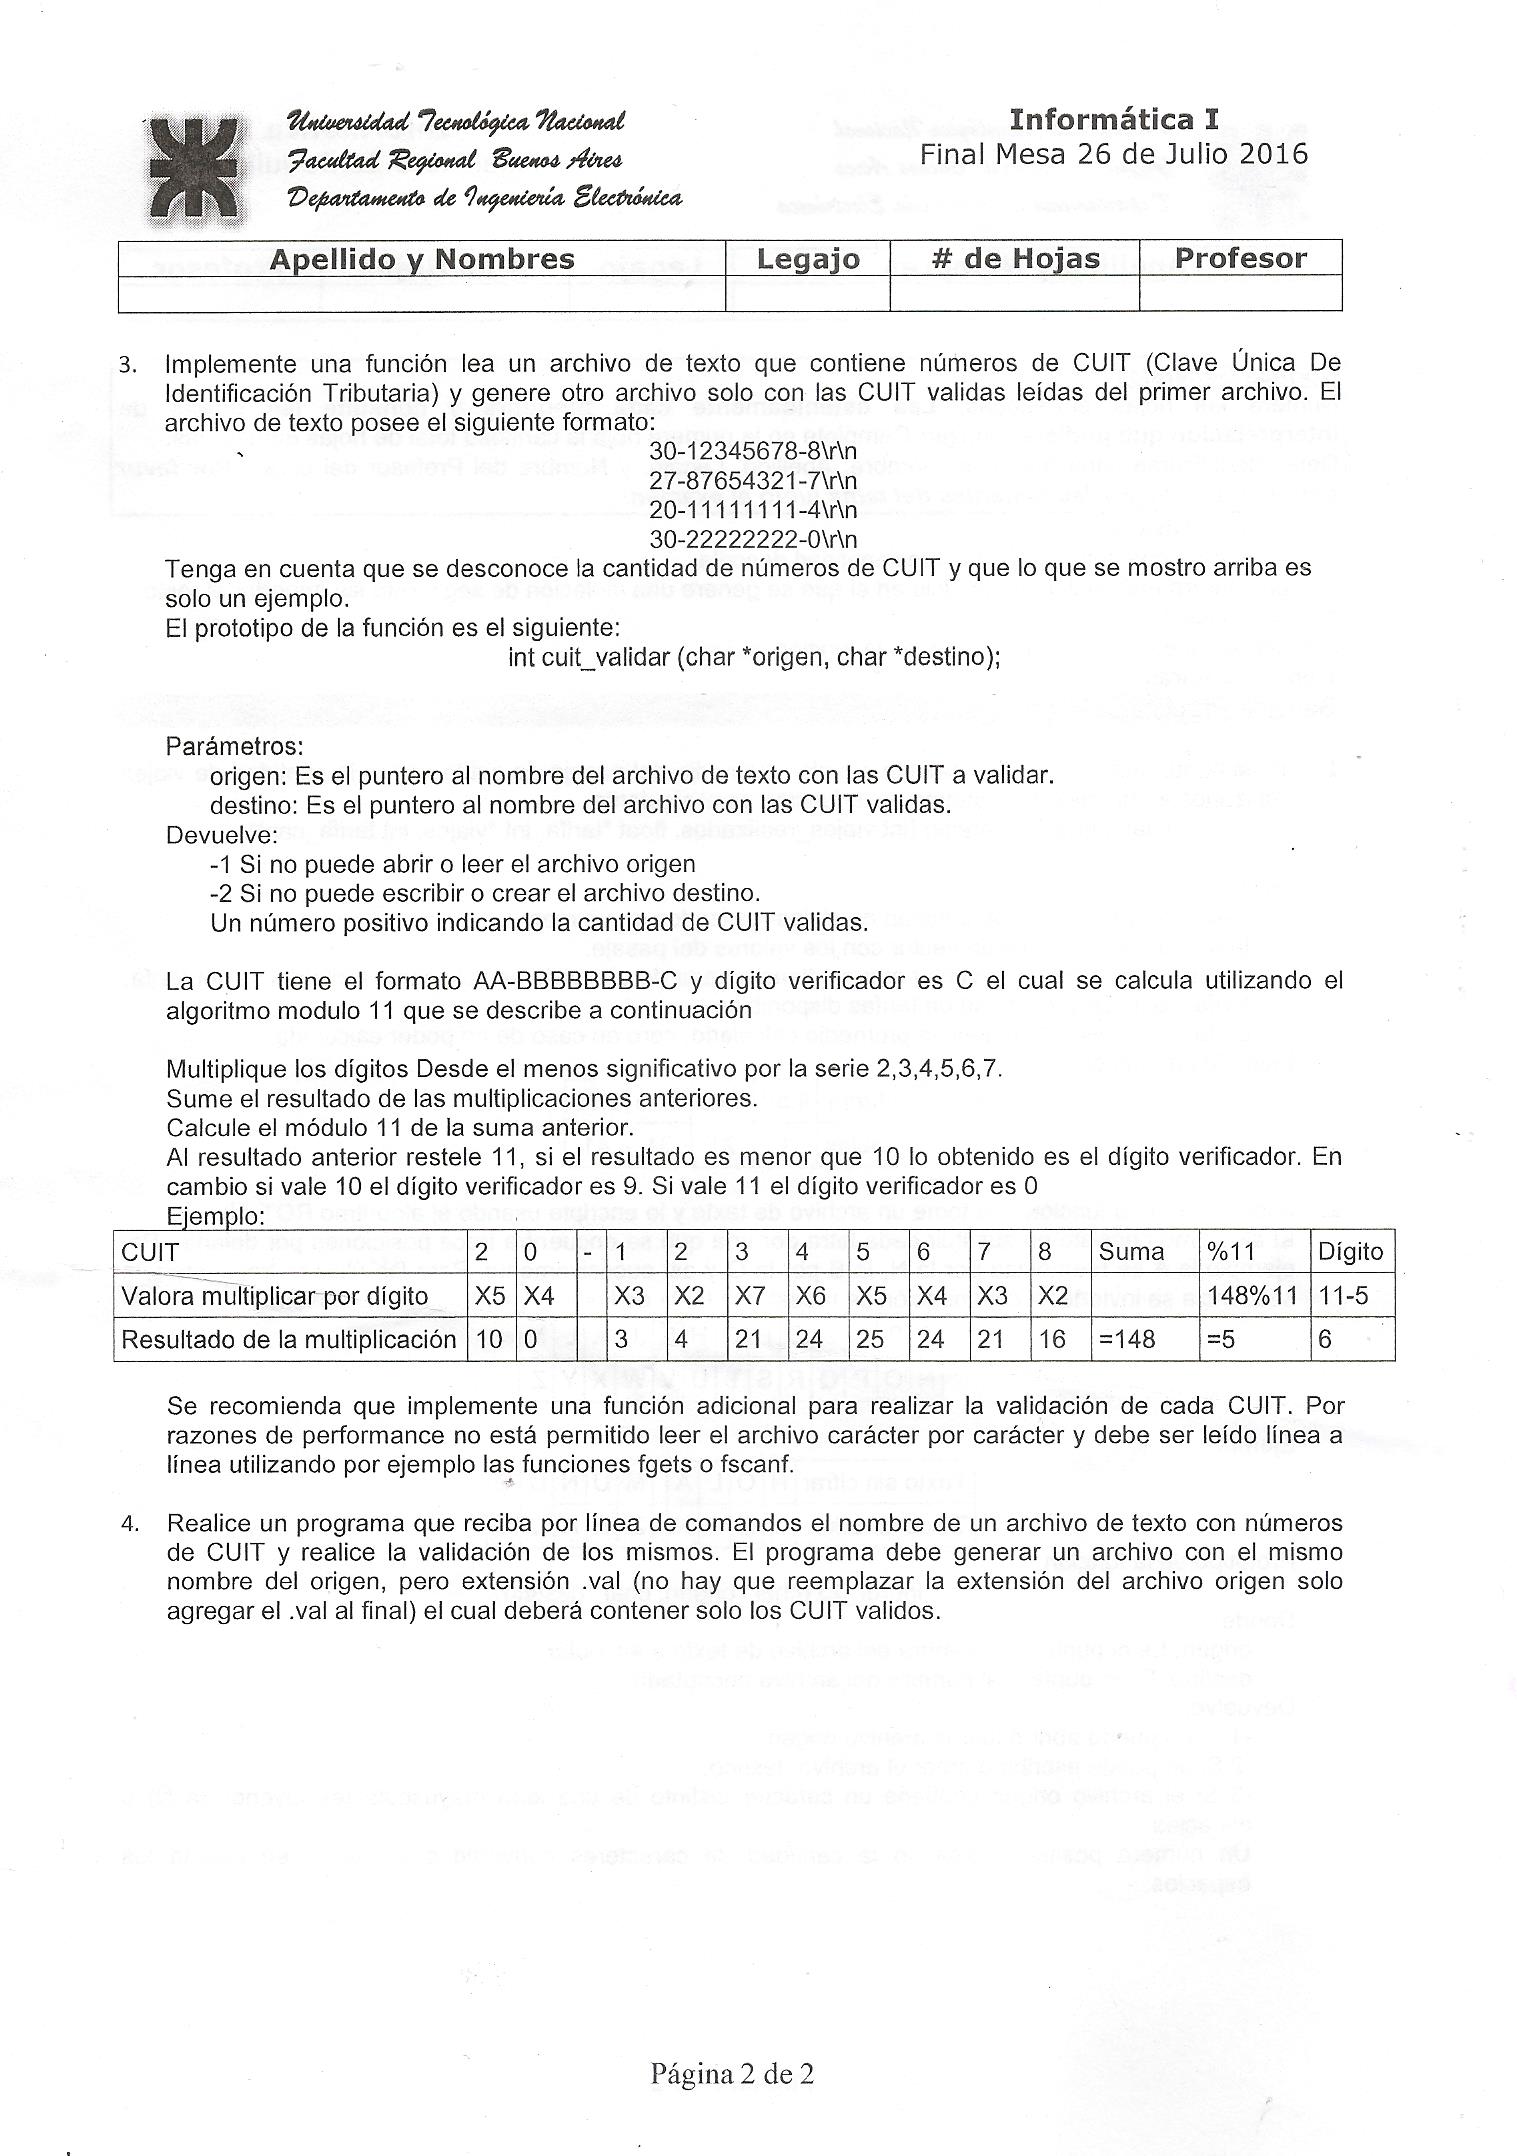 Universidad Tecnológica Nacional
Facultad Regional Buenos Aires
Departamento de Ingeniería Electrónica
Informática I
Final Mesa 26 de Julio 2016
Apellido y Nombres Legajo # de Hojas Profesor
3. Implemente una función lea un archivo de texto que contiene números de CUIT (Clave Única De
Identificación Tributaria) y genere otro archivo solo con las CUIT validas leídas del primer archivo. El
archivo de texto posee el siguiente formato:
30-12345678-8\r\n
27-87654321-7\r\n
20-11111111-4\r\n
30-22222222-0\r\n
Tenga en cuenta que se desconoce la cantidad de números de CUIT y que lo que se mostro arriba es
solo un ejemplo.
El prototipo de la función es el siguiente:
int cuit_validar (char *origen, char *destino);
Parámetros:
origen: Es el puntero al nombre del archivo de texto con las CUIT a validar.
destino: Es el puntero al nombre del archivo con las CUIT validas.
Devuelve:
-1 Si no puede abrir o leer el archivo origen
-2 Si no puede escribir o crear el archivo destino.
Un número positivo indicando la cantidad de CUIT validas.
La CUIT tiene el formato AA-BBBBBBBB-C y dígito verificador es C el cual se calcula utilizando el
algoritmo modulo 11 que se describe a continuación
Multiplique los dígitos Desde el menos significativo por la serie 2,3,4,5,6,7.
Sume el resultado de las multiplicaciones anteriores.
Calcule el módulo 11 de la suma anterior.
Al resultado anterior restele 11, si el resultado es menor que 10 lo obtenido es el dígito verificador. En
cambio si vale 10 el dígito verificador es 9. Si vale 11 el dígito verificador es 0
Ejemplo:
CUIT 2 0 - 1 2 3 4 5 6 7 8 Suma %11 Dígito
Valora multiplicar por dígito X5 X4 X3 X2 X7 X6 X5 X4 X3 X2 148%11 11-5
Resultado de la multiplicación 10 0 3 4 21 24 25 24 21 16 =148 =5 6
Se recomienda que implemente una función adicional para realizar la validación de cada CUIT. Por
razones de performance no está permitido leer el archivo carácter por carácter y debe ser leído línea a
línea utilizando por ejemplo las funciones fgets o fscanf.
4. Realice un programa que reciba por línea de comandos el nombre de un archivo de texto con números
de CUIT y realice la validación de los mismos. El programa debe generar un archivo con el mismo
nombre del origen, pero extensión .val (no hay que reemplazar la extensión del archivo origen solo
agregar el .val al final) el cual deberá contener solo los CUIT validos.
Página 2 de 2